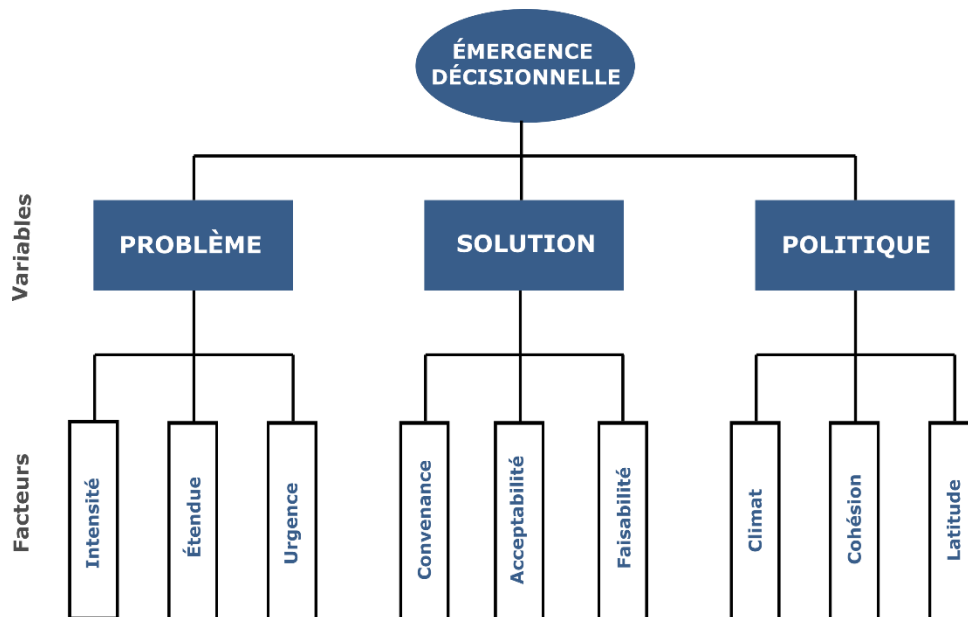 ÉMERGENCE
DÉCISIONNELLE
Variables
PROBLÈME
SOLUTION
POLITIQUE
Facteurs
Intensité
Étendue
Urgence
Convenance
Acceptabilité
Faisabilité
Climat
Cohésion
Latitude